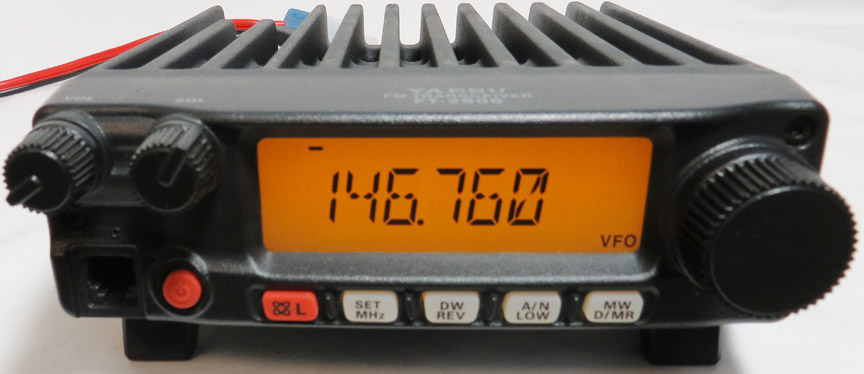 YAESU
FM TRANSCEIVER
FT-2900
VOL
SQL
-
146.760
VFO
L
SET
MHz
DW
REV
A/N
LOW
MW
D/MR